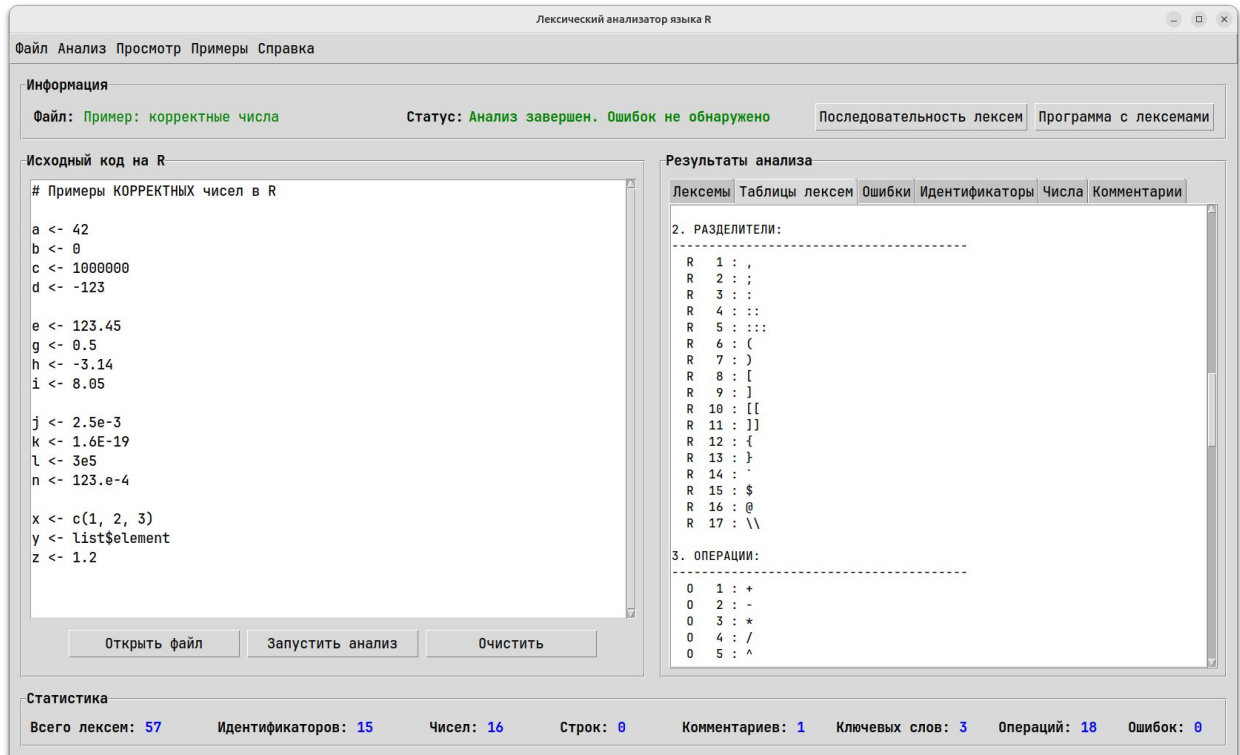 Лексический анализатор языка R
Файл Анализ Просмотр Примеры Справка
Информация
Файл: Пример: корректные числа
Статус: Анализ завершен. Ошибок не обнаружено
Последовательность лексем
Программа с лексемами
Исходный код на R
# Примеры КОРРЕКТНЫХ чисел в R
a <- 42
b <- 0
c <- 1000000
d <- -123
e <- 123.45
g <- 0.5
h <- -3.14
i <- 8.05
j <- 2.5e-3
k <- 1.6E-19
l <- 3e5
n <- 123.e-4
x <- c(1, 2, 3)
y <- list$element
z <- 1.2
Открыть файл
Запустить анализ
Очистить
Результаты анализа
Лексемы Таблицы лексем Ошибки Идентификаторы Числа Комментарии
2. РАЗДЕЛИТЕЛИ:
----------------------------------------
R 1 : ,
R 2 : ;
R 3 : :
R 4 : ::
R 5 : :::
R 6 : (
R 7 : )
R 8 : [
R 9 : ]
R 10 : [[
R 11 : ]]
R 12 : {
R 13 : }
R 14 : `
R 15 : $
R 16 : @
R 17 : \\
3. ОПЕРАЦИИ:
----------------------------------------
O 1 : +
O 2 : -
O 3 : *
O 4 : /
O 5 : ^
Статистика
Всего лексем: 57 Идентификаторов: 15 Чисел: 16 Строк: 0 Комментариев: 1 Ключевых слов: 3 Операций: 18 Ошибок: 0